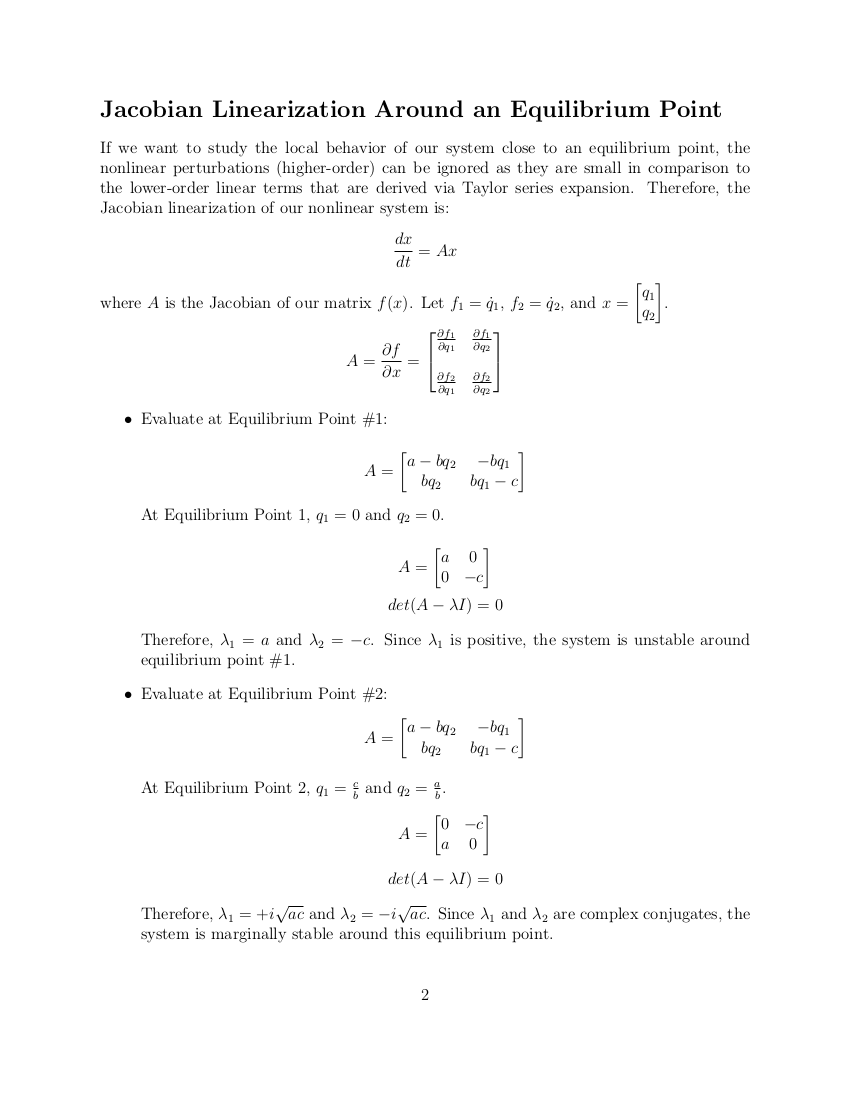 Jacobian Linearization Around an Equilibrium Point
If we want to study the local behavior of our system close to an equilibrium point, the
nonlinear perturbations (higher-order) can be ignored as they are small in comparison to
the lower-order linear terms that are derived via Taylor series expansion. Therefore, the
Jacobian linearization of our nonlinear system is:
\frac{dx}{dt} = Ax
where A is the Jacobian of our matrix f(x). Let f_1 = \dot{q}_1, f_2 = \dot{q}_2, and x = \begin{bmatrix} q_1 \\ q_2 \end{bmatrix}.
A = \frac{\partial f}{\partial x} = \begin{bmatrix} \frac{\partial f_1}{\partial q_1} & \frac{\partial f_1}{\partial q_2} \\ \frac{\partial f_2}{\partial q_1} & \frac{\partial f_2}{\partial q_2} \end{bmatrix}
• Evaluate at Equilibrium Point #1:
A = \begin{bmatrix} a - bq_2 & -bq_1 \\ bq_2 & bq_1 - c \end{bmatrix}
At Equilibrium Point 1, q_1 = 0 and q_2 = 0.
A = \begin{bmatrix} a & 0 \\ 0 & -c \end{bmatrix}
det(A - λI) = 0
Therefore, λ_1 = a and λ_2 = -c. Since λ_1 is positive, the system is unstable around
equilibrium point #1.
• Evaluate at Equilibrium Point #2:
A = \begin{bmatrix} a - bq_2 & -bq_1 \\ bq_2 & bq_1 - c \end{bmatrix}
At Equilibrium Point 2, q_1 = \frac{c}{b} and q_2 = \frac{a}{b}.
A = \begin{bmatrix} 0 & -c \\ a & 0 \end{bmatrix}
det(A - λI) = 0
Therefore, λ_1 = +i\sqrt{ac} and λ_2 = -i\sqrt{ac}. Since λ_1 and λ_2 are complex conjugates, the
system is marginally stable around this equilibrium point.
2